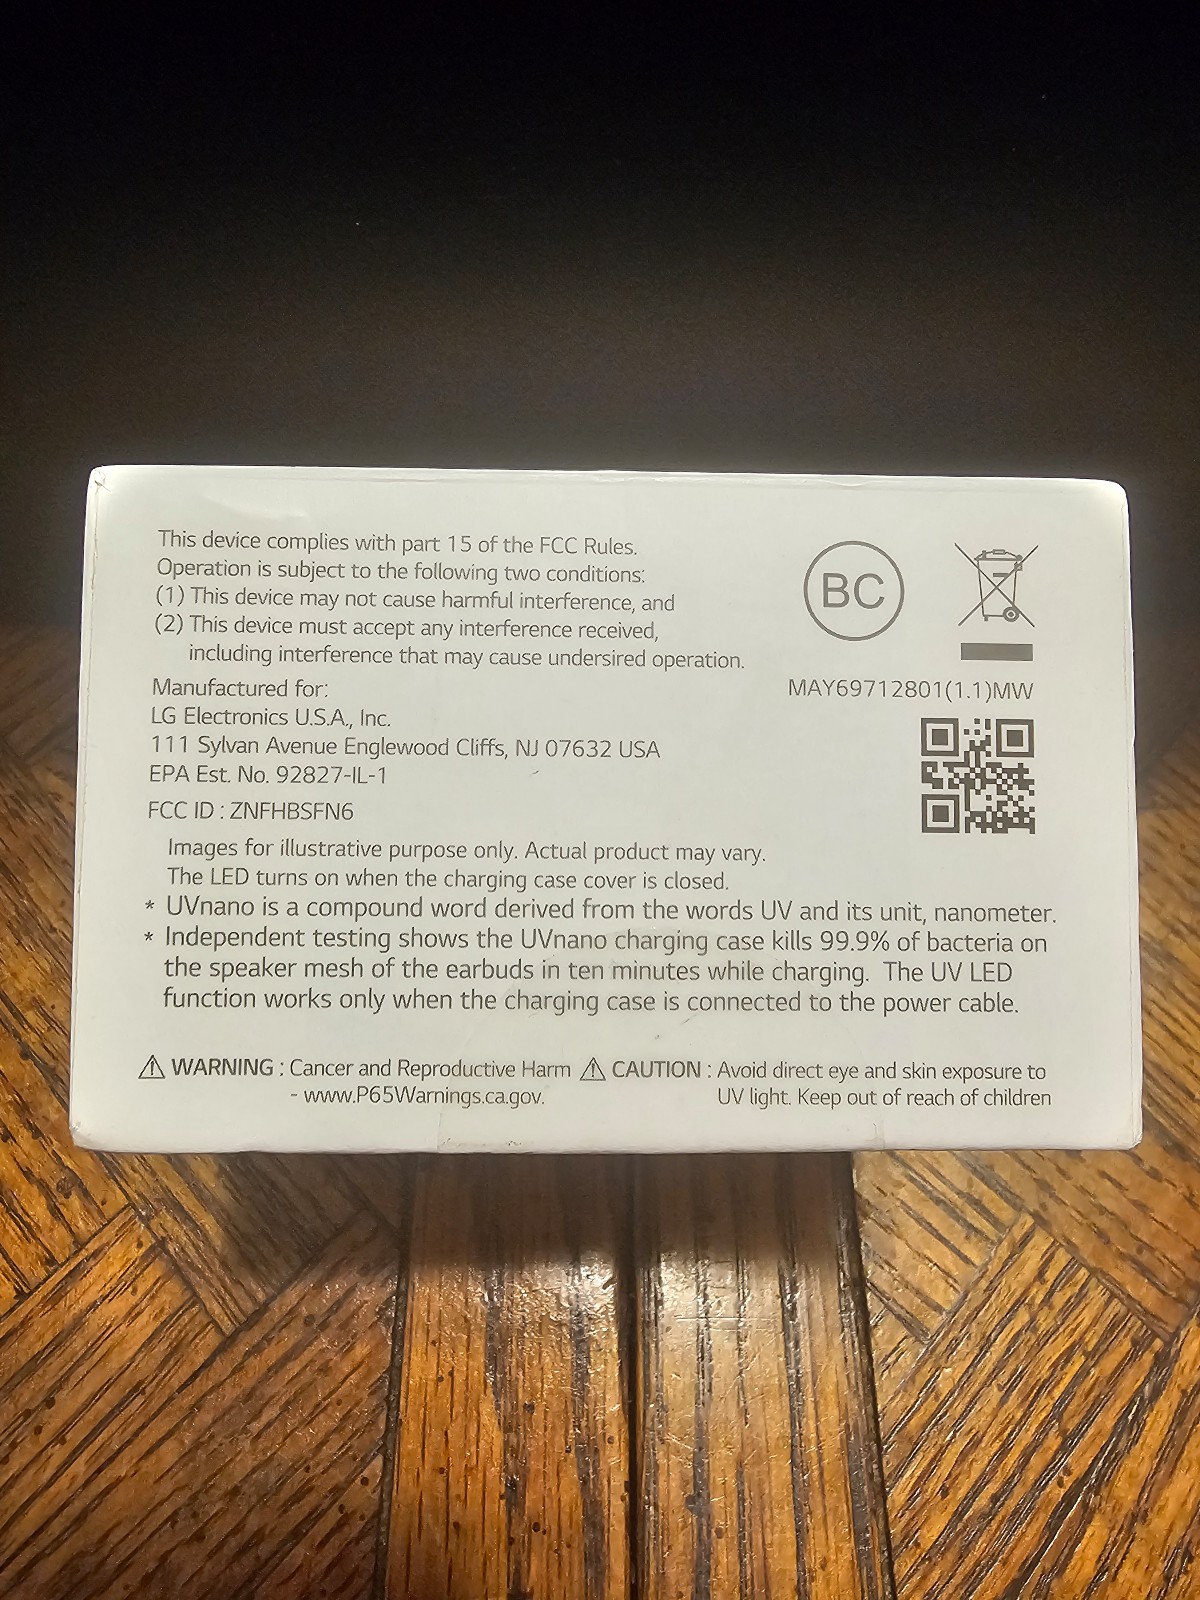 This device complies with part 15 of the FCC Rules.
Operation is subject to the following two conditions:
(1) This device may not cause harmful interference, and
(2) This device must accept any interference received,
including interference that may cause undersired operation.
BC
MAY69712801(1.1)MW
Manufactured for:
LG Electronics U.S.A., Inc.
111 Sylvan Avenue Englewood Cliffs, NJ 07632 USA
EPA Est. No. 92827-IL-1
FCC ID : ZNFHBSFN6
Images for illustrative purpose only. Actual product may vary.
The LED turns on when the charging case cover is closed.
* UVnano is a compound word derived from the words UV and its unit, nanometer.
* Independent testing shows the UVnano charging case kills 99.9% of bacteria on
the speaker mesh of the earbuds in ten minutes while charging. The UV LED
function works only when the charging case is connected to the power cable.
⚠ WARNING : Cancer and Reproductive Harm
- www.P65Warnings.ca.gov.
⚠ CAUTION : Avoid direct eye and skin exposure to
UV light. Keep out of reach of children